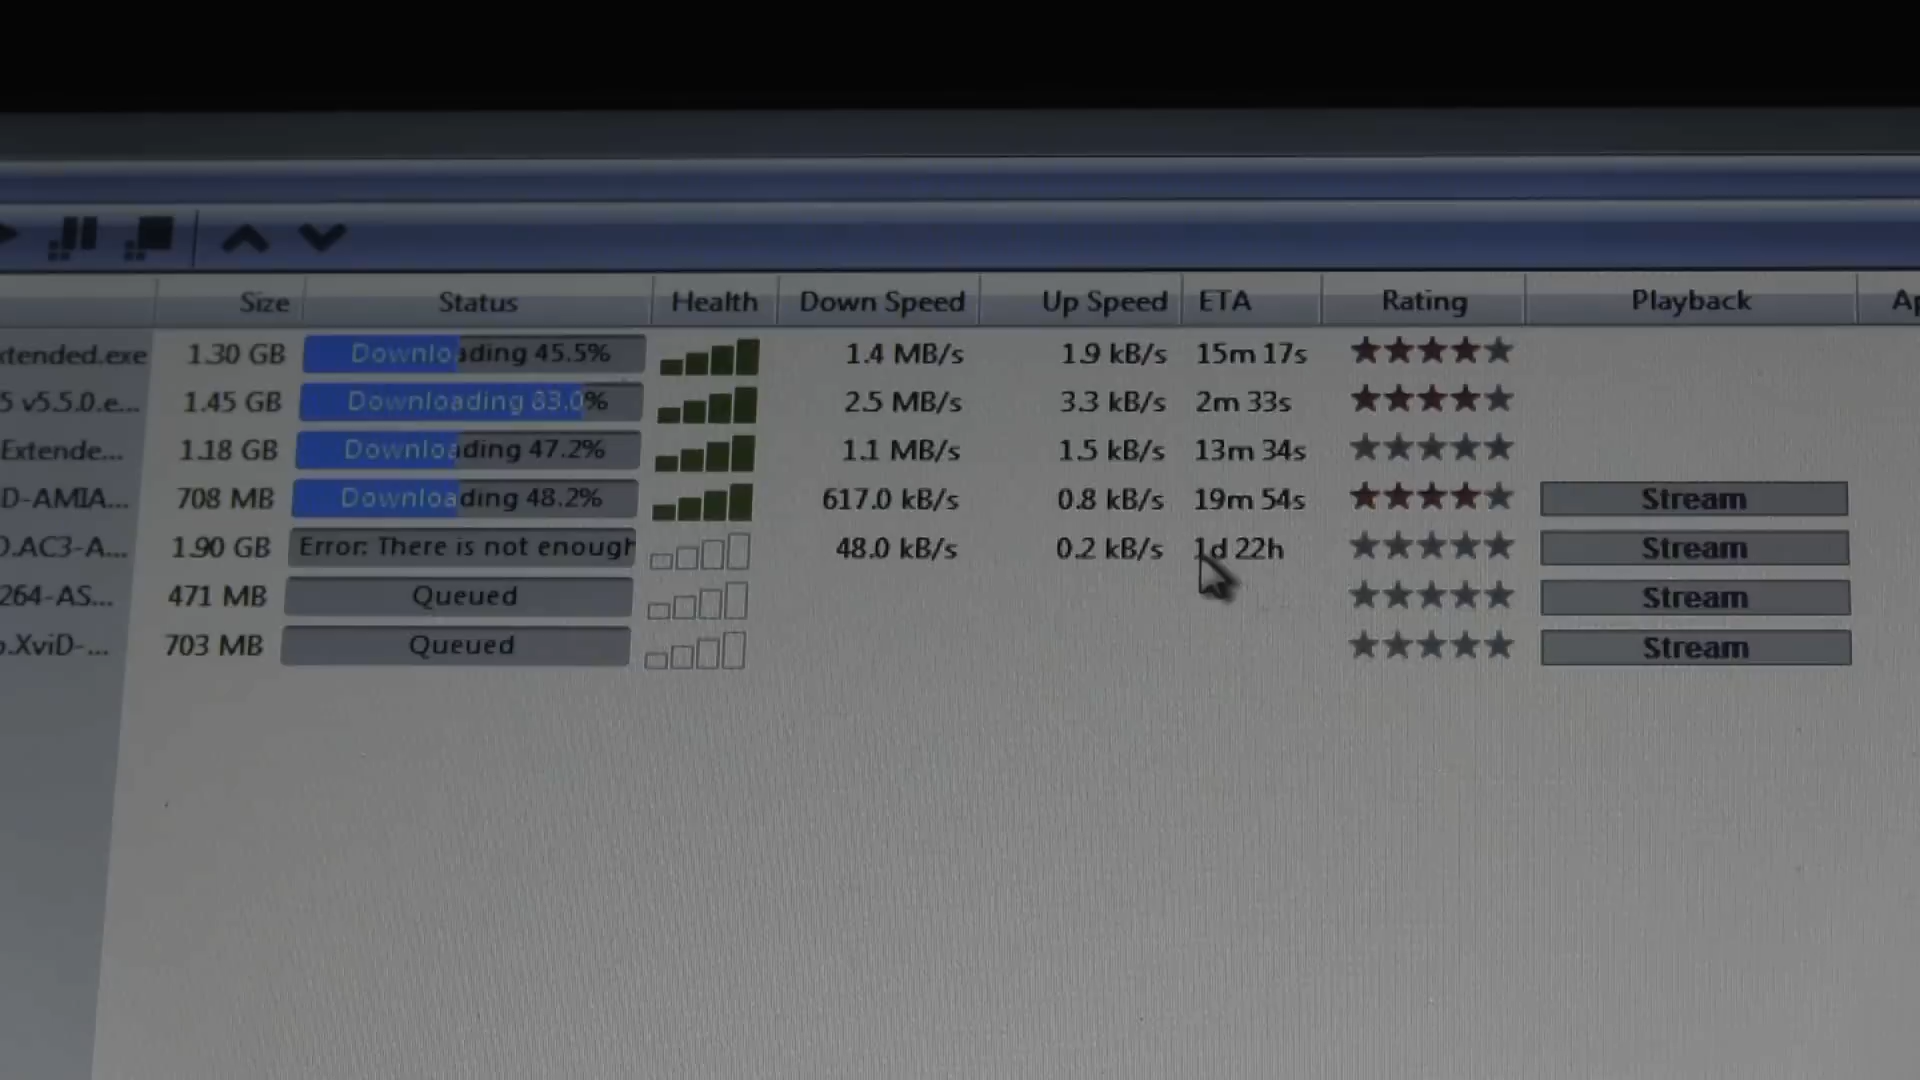 Size Status Health Down Speed Up Speed ETA Rating Playback Ap
xtended.exe 1.30 GB Downloading 45.5% 1.4 MB/s 1.9 kB/s 15m 17s
5 v5.5.0.e... 1.45 GB Downloading 83.0% 2.5 MB/s 3.3 kB/s 2m 33s
Extende... 1.18 GB Downloading 47.2% 1.1 MB/s 1.5 kB/s 13m 34s
D-AMIA... 708 MB Downloading 48.2% 617.0 kB/s 0.8 kB/s 19m 54s Stream
D.AC3-A... 1.90 GB Error: There is not enough 48.0 kB/s 0.2 kB/s 1d 22h Stream
264-AS... 471 MB Queued Stream
o.XviD-... 703 MB Queued Stream